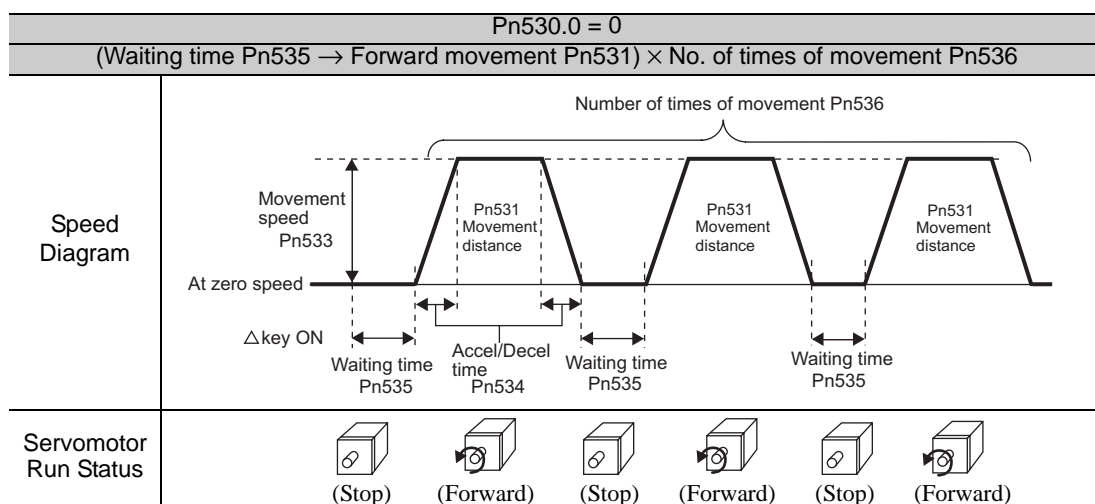 Pn530.0 = 0
(Waiting time Pn535 → Forward movement Pn531) × No. of times of movement Pn536
Speed
Diagram
Number of times of movement Pn536
Movement
speed
Pn533
Pn531
Movement
distance
Pn531
Movement
distance
Pn531
Movement
distance
At zero speed
△key ON
Waiting time
Pn535
Accel/Decel
time
Pn534
Waiting time
Pn535
Waiting time
Pn535
Servomotor
Run Status
(Stop) (Forward) (Stop) (Forward) (Stop) (Forward)